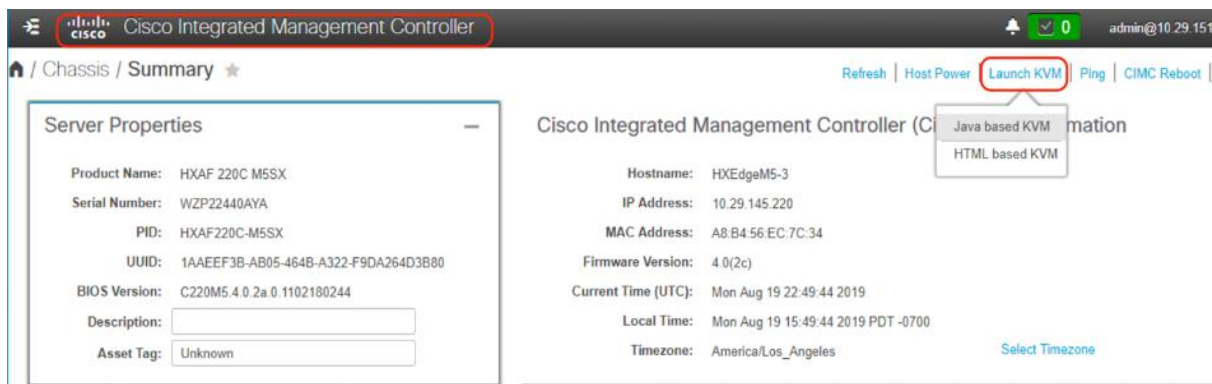 cisco Cisco Integrated Management Controller
0 admin@10.29.151
/ Chassis / Summary
Refresh | Host Power | Launch KVM | Ping | CIMC Reboot |
Java based KVM
HTML based KVM
Server Properties
Product Name: HXAF 220C M5SX
Serial Number: WZP22440AYA
PID: HXAF220C-M5SX
UUID: 1AAEEF3B-AB05-464B-A322-F9DA264D3B80
BIOS Version: C220M5.4.0.2a.0.1102180244
Description:
Asset Tag: Unknown
Cisco Integrated Management Controller (Ci mation
Hostname: HXEdgeM5-3
IP Address: 10.29.145.220
MAC Address: A8:B4:56:EC:7C:34
Firmware Version: 4.0(2c)
Current Time (UTC): Mon Aug 19 22:49:44 2019
Local Time: Mon Aug 19 15:49:44 2019 PDT -0700
Timezone: America/Los_Angeles Select Timezone